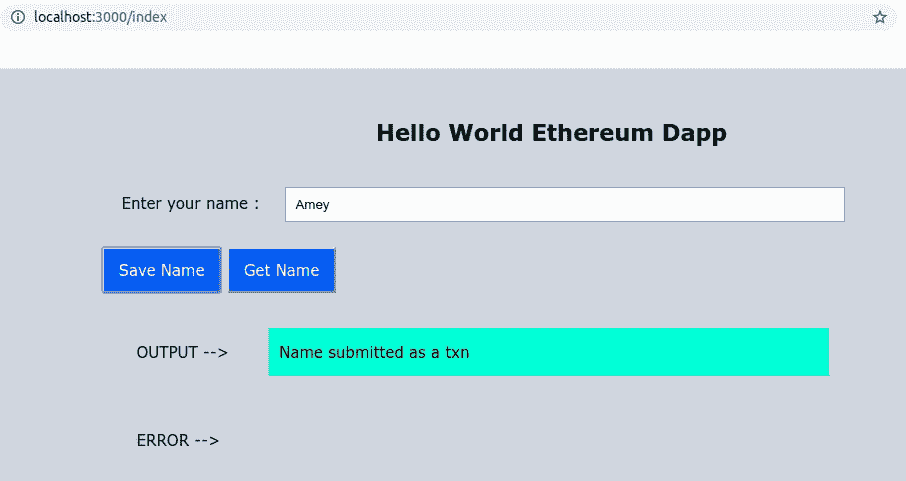 localhost:3000/index
Hello World Ethereum Dapp
Enter your name :
Amey
Save Name
Get Name
OUTPUT -->
Name submitted as a txn
ERROR -->